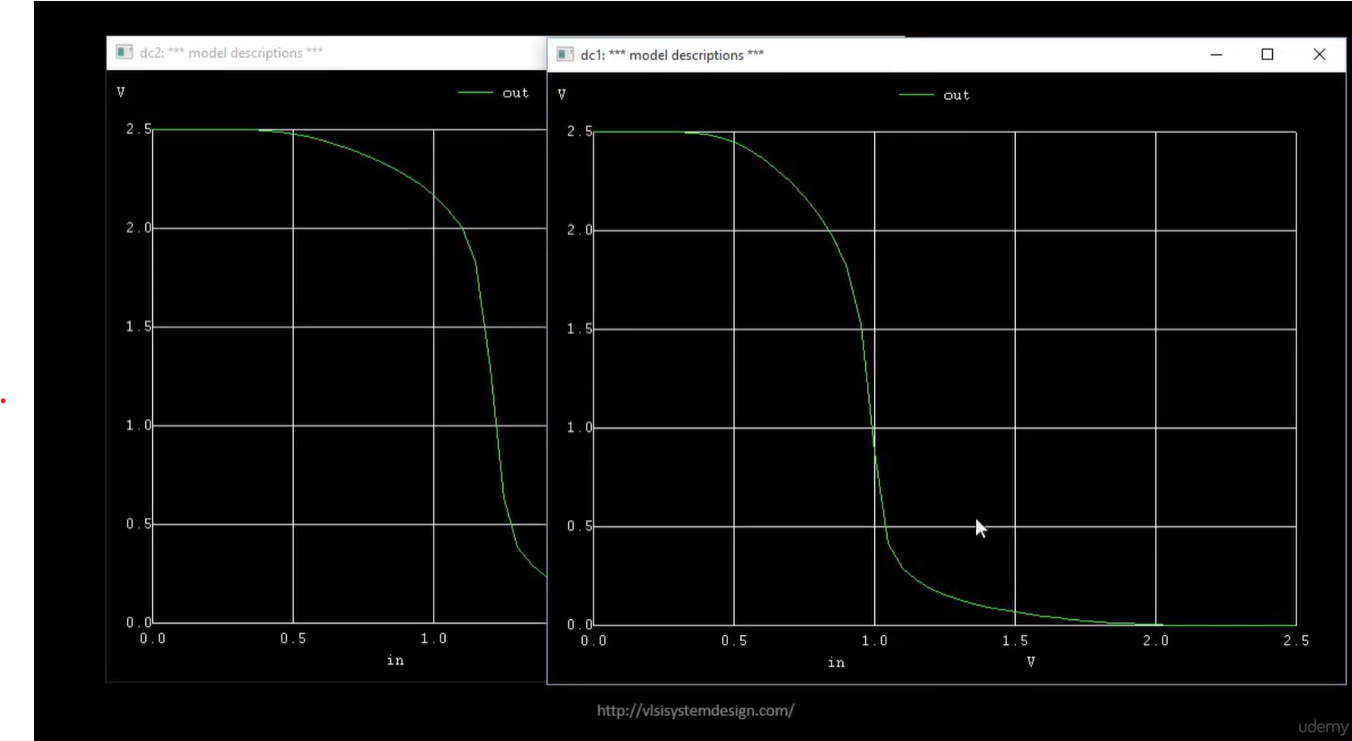 dc2: *** model descriptions ***
V
out
2.5
2.0
1.5
1.0
0.5
0.0
0.0 0.5 1.0
in
dc1: *** model descriptions ***
V
out
2.5
2.0
1.5
1.0
0.5
0.0
0.0 0.5 1.0 1.5 2.0 2.5
in V
http://vlsisystemdesign.com/
udemy